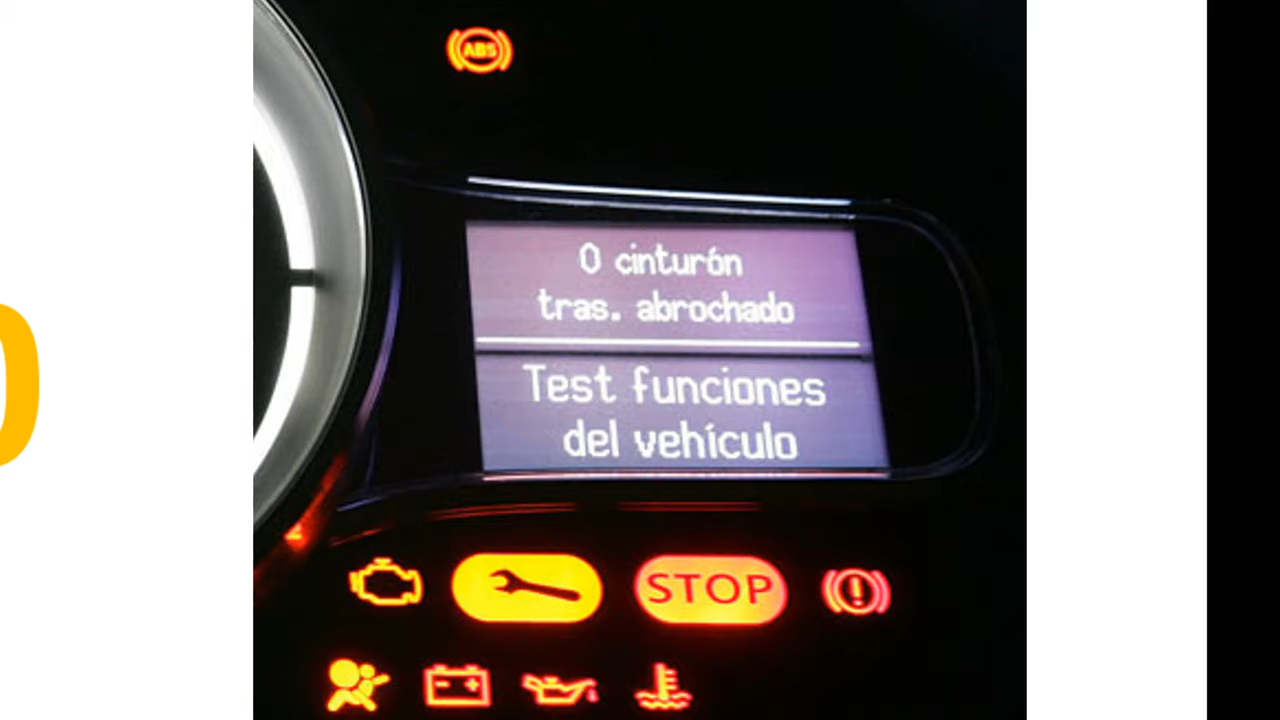 ABS
0 cinturón
tras. abrochado
Test funciones
del vehículo
STOP